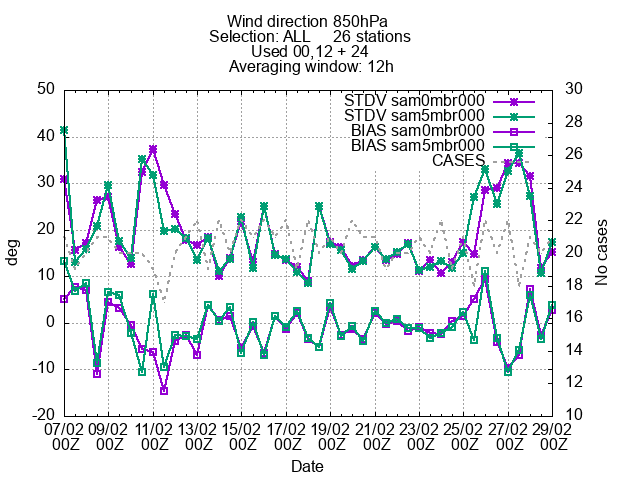 Wind direction 850hPa
Selection: ALL 26 stations
Used 00,12 + 24
Averaging window: 12h
STDV sam0mbr000
STDV sam5mbr000
BIAS sam0mbr000
BIAS sam5mbr000
CASES
deg
50
40
30
20
10
0
-10
-20
No cases
30
28
26
24
22
20
18
16
14
12
10
07/02 09/02 11/02 13/02 15/02 17/02 19/02 21/02 23/02 25/02 27/02 29/02
00Z 00Z 00Z 00Z 00Z 00Z 00Z 00Z 00Z 00Z 00Z 00Z
Date